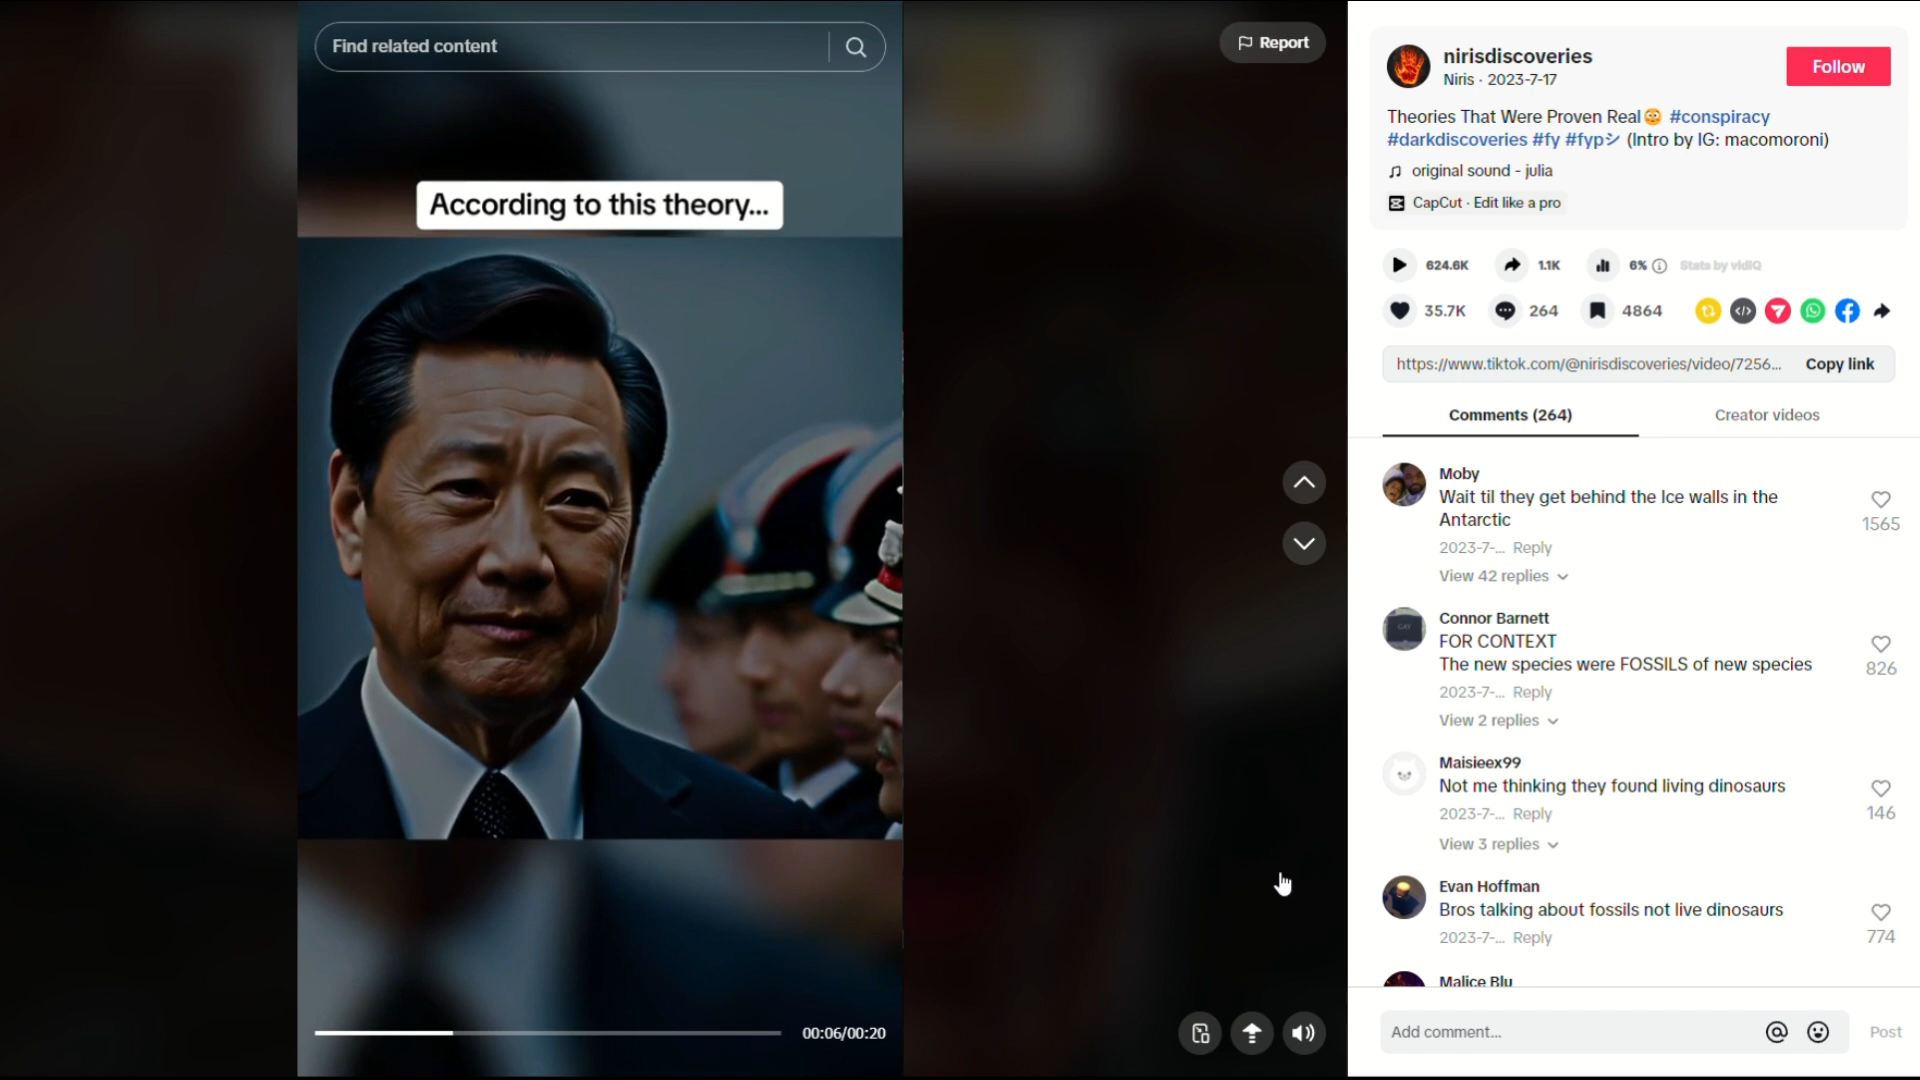 Find related content
Report
According to this theory...
00:06/00:20
nirisdiscoveries
Niris · 2023-7-17
Follow
Theories That Were Proven Real😳 #conspiracy
#darkdiscoveries #fy #fypシ (Intro by IG: macomoroni)
original sound - julia
CapCut · Edit like a pro
624.6K 1.1K 6% Stats by vidIQ
35.7K 264 4864
https://www.tiktok.com/@nirisdiscoveries/video/7256... Copy link
Comments (264) Creator videos
Moby
Wait til they get behind the Ice walls in the
Antarctic
1565
2023-7-... Reply
View 42 replies
Connor Barnett
FOR CONTEXT
The new species were FOSSILS of new species
826
2023-7-... Reply
View 2 replies
Maisieex99
Not me thinking they found living dinosaurs
146
2023-7-... Reply
View 3 replies
Evan Hoffman
Bros talking about fossils not live dinosaurs
774
2023-7-... Reply
Malice Blu
Add comment... Post